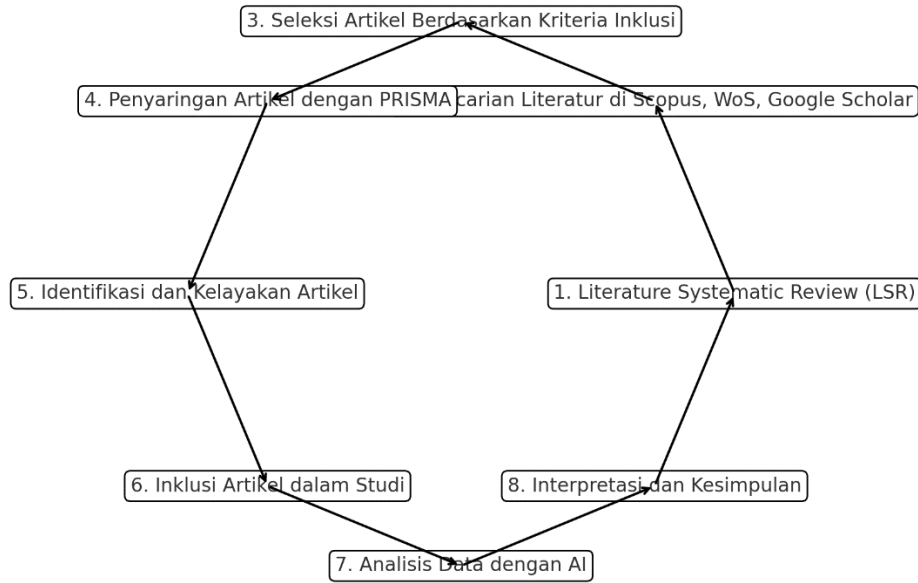 3. Seleksi Artikel Berdasarkan Kriteria Inklusi
4. Penyaringan Artikel dengan PRISMA
Literatur di Scopus, WoS, Google Scholar
5. Identifikasi dan Kelayakan Artikel
1. Literature Systematic Review (LSR)
6. Inklusi Artikel dalam Studi
8. Interpretasi dan Kesimpulan
7. Analisis Data dengan AI